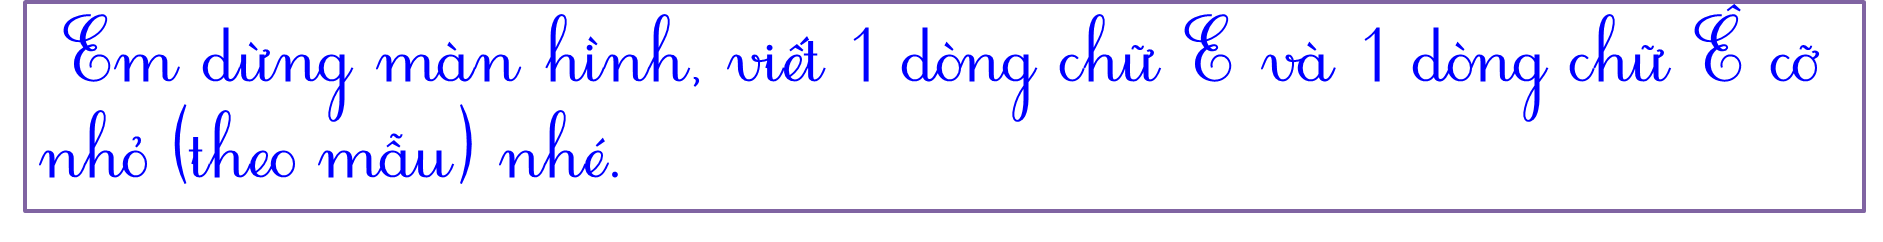 Em dừng màn hình, viết 1 dòng chữ E và 1 dòng chữ Ê cỡ
nhỏ (theo mẫu) nhé.